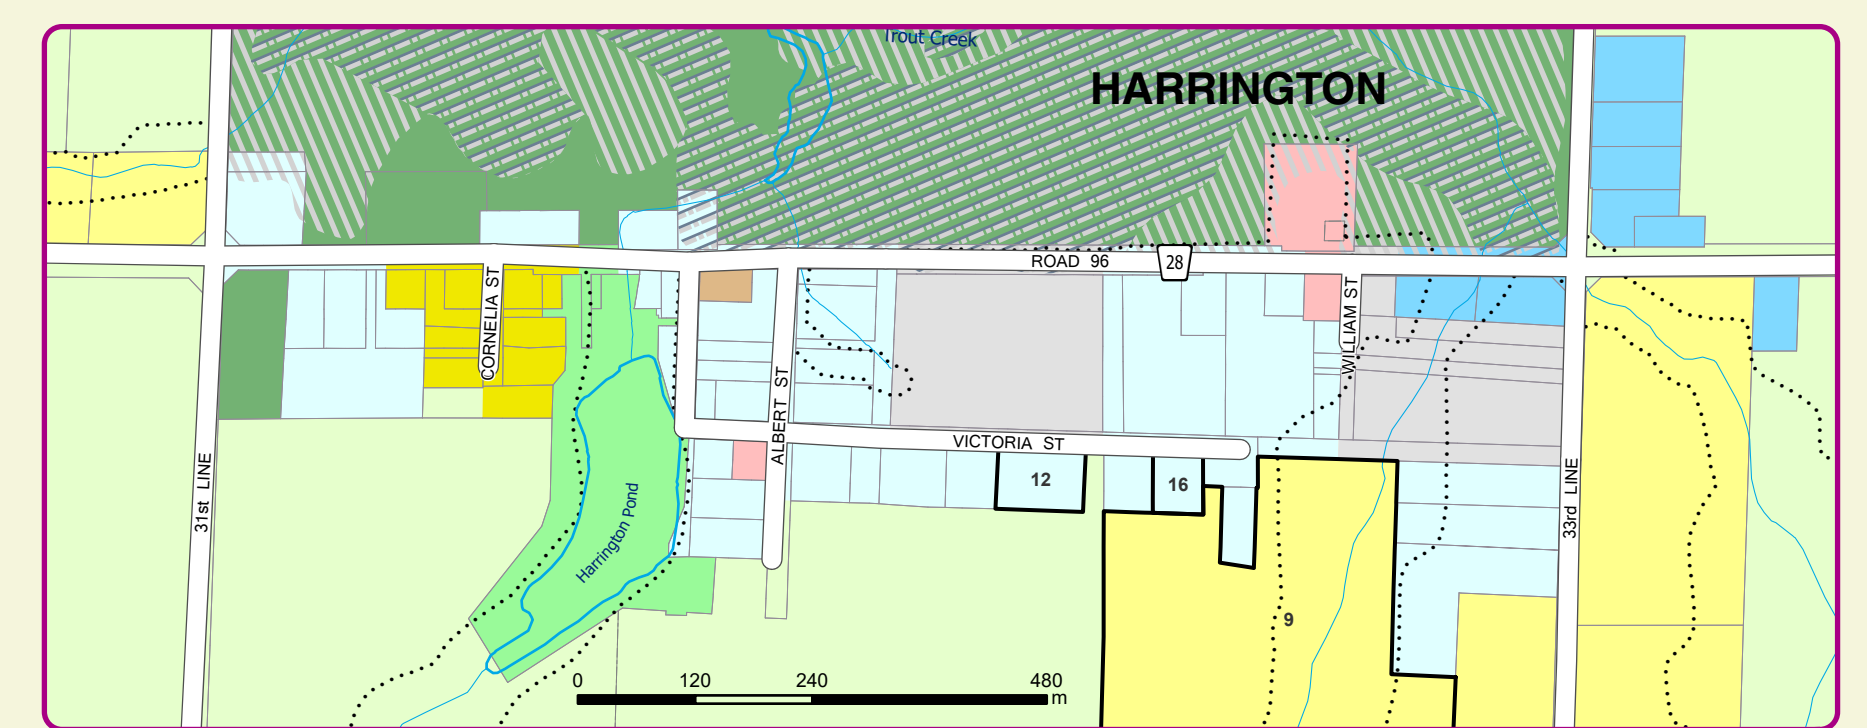 Trout Creek
HARRINGTON
ROAD 96
28
CORNELIA ST
WILLIAM ST
ALBERT ST
VICTORIA ST
31st LINE
33rd LINE
12
16
Harrington Pond
9
0 120 240 480
m